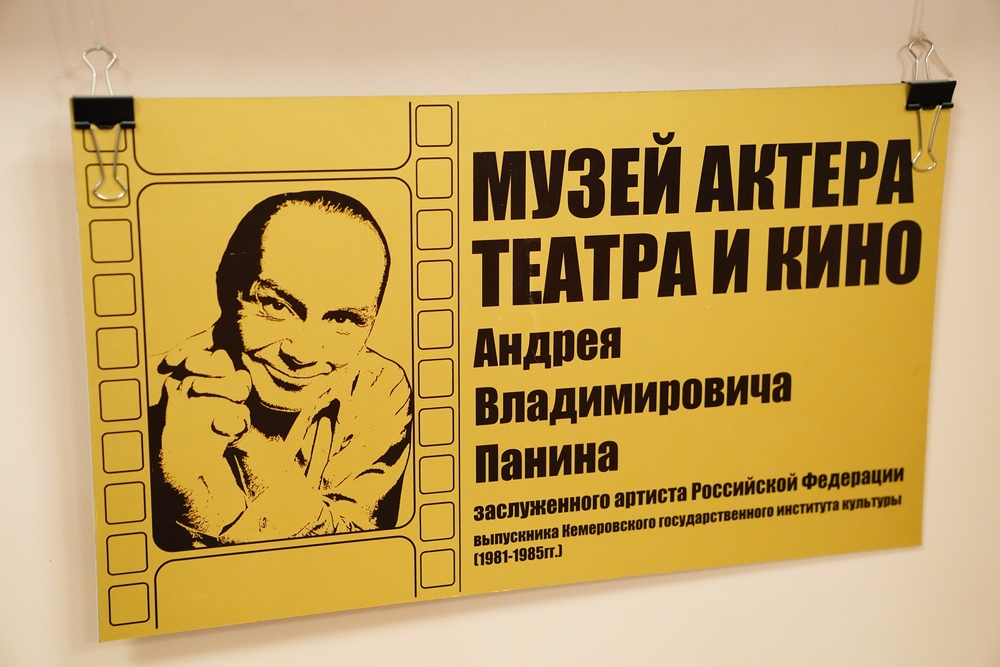 МУЗЕЙ АКТЕРА
ТЕАТРА И КИНО
Андрея
Владимировича
Панина
заслуженного артиста Российской Федерации
выпускника Кемеровского государственного института культуры
(1981-1985гг.)